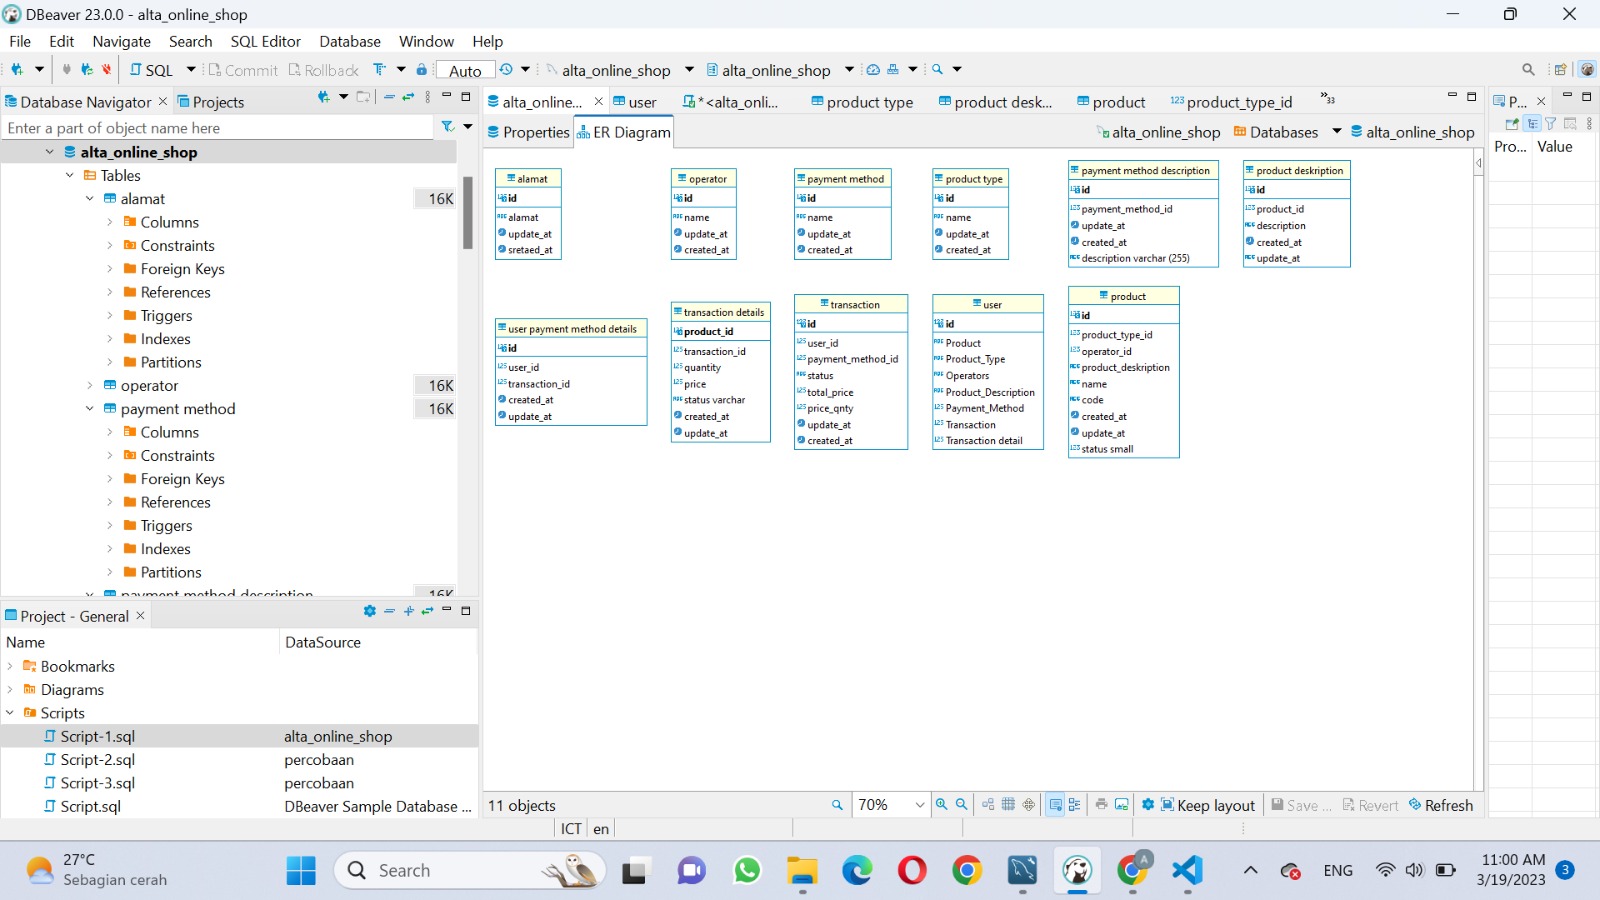 DBeaver 23.0.0 - alta_online_shop
File Edit Navigate Search SQL Editor Database Window Help
SQL Commit Rollback Auto alta_online_shop alta_online_shop
Database Navigator Projects
Enter a part of object name here
alta_online_shop
Tables
alamat 16K
Columns
Constraints
Foreign Keys
References
Triggers
Indexes
Partitions
operator 16K
payment method 16K
Columns
Constraints
Foreign Keys
References
Triggers
Indexes
Partitions
payment method description 16K
Project - General
Name DataSource
Bookmarks
Diagrams
Scripts
Script-1.sql alta_online_shop
Script-2.sql percobaan
Script-3.sql percobaan
Script.sql DBeaver Sample Database ...
alta_online... user *<alta_onli... product type product desk... product 123 product_type_id »33
Properties ER Diagram alta_online_shop Databases alta_online_shop
alamat
id
alamat
update_at
sretaed_at
operator
id
name
update_at
created_at
payment method
id
name
update_at
created_at
product type
id
name
update_at
created_at
payment method description
id
payment_method_id
update_at
created_at
description varchar (255)
product deskription
id
product_id
description
created_at
update_at
user payment method details
id
user_id
transaction_id
created_at
update_at
transaction details
product_id
transaction_id
quantity
price
status varchar
created_at
update_at
transaction
id
user_id
payment_method_id
status
total_price
price_qnty
update_at
created_at
user
id
Product
Product_Type
Operators
Product_Description
Payment_Method
Transaction
Transaction detail
product
id
product_type_id
operator_id
product_deskription
name
code
created_at
update_at
status small
11 objects 70% Keep layout Save ... Revert Refresh
P...
Pro... Value
ICT en
27°C
Sebagian cerah
Search
A
ENG
11:00 AM
3/19/2023
3